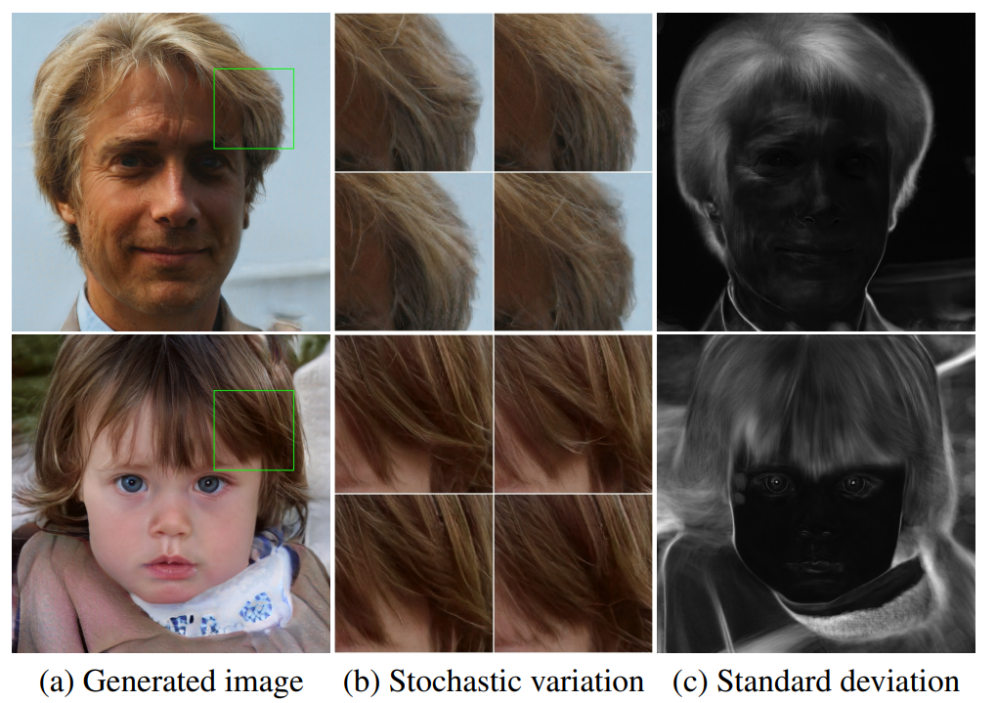 (a) Generated image (b) Stochastic variation (c) Standard deviation